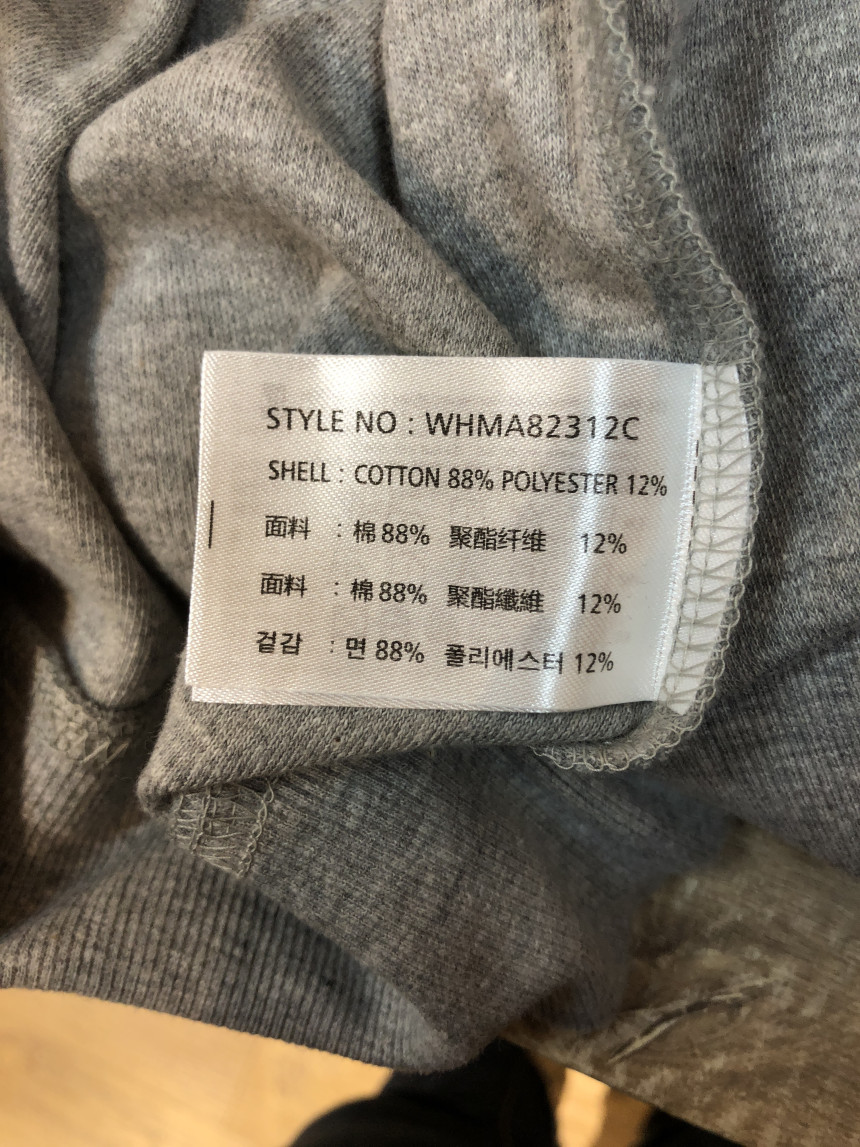 STYLE NO : WHMA82312C
SHELL : COTTON 88% POLYESTER 12%
面料 : 棉 88% 聚酯纤维 12%
面料 : 棉 88% 聚酯纖維 12%
겉감 : 면 88% 폴리에스터 12%